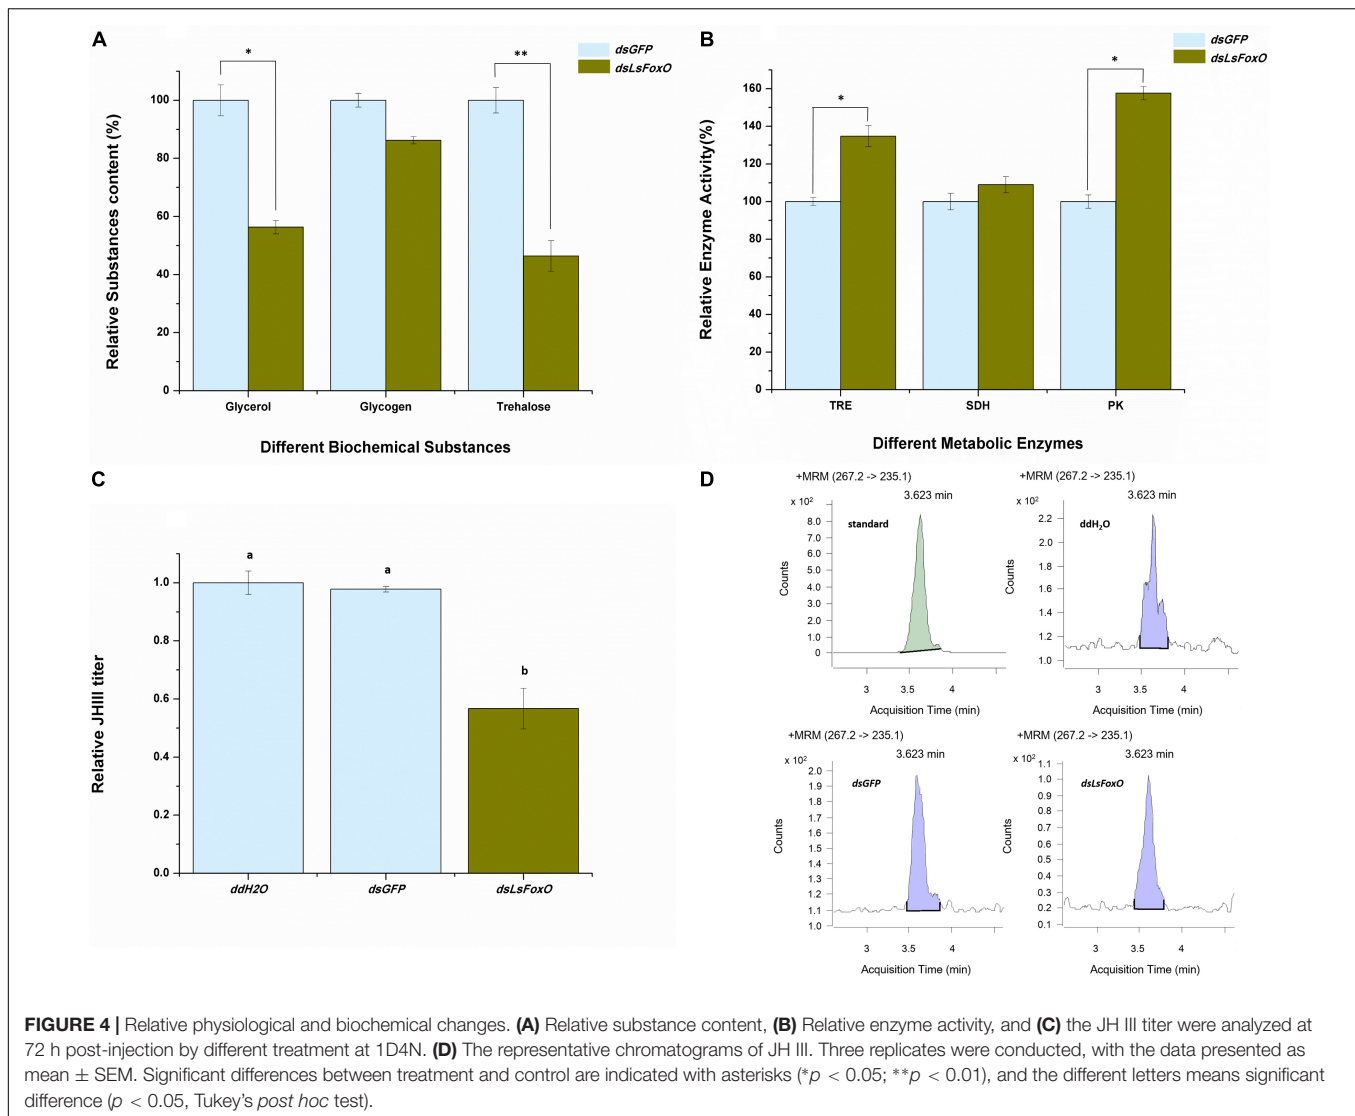 A
dsGFP
dsLsFoxO
*
**
Relative Substances content (%)
100
80
60
40
20
0
Glycerol Glycogen Trehalose
Different Biochemical Substances
B
dsGFP
dsLsFoxO
*
*
Relative Enzyme Activity(%)
160
140
120
100
80
60
40
20
0
TRE SDH PK
Different Metabolic Enzymes
C
a
a
b
Relative JHIII titer
1.0
0.8
0.6
0.4
0.2
0.0
ddH2O dsGFP dsLsFoxO
D
+MRM (267.2 -> 235.1)
3.623 min
x 10²
standard
Counts
8.0
7.0
6.0
5.0
4.0
3.0
2.0
1.0
0
3 3.5 4
Acquisition Time (min)
+MRM (267.2 -> 235.1)
3.623 min
x 10²
ddH₂O
Counts
2.2
2.0
1.8
1.6
1.4
1.2
1.0
3 3.5 4
Acquisition Time (min)
+MRM (267.2 -> 235.1)
3.623 min
x 10²
dsGFP
Counts
2.0
1.9
1.8
1.6
1.5
1.4
1.3
1.2
1.1
1.0
3 3.5 4
Acquisition Time (min)
+MRM (267.2 -> 235.1)
3.623 min
x 10²
dsLsFoxO
Counts
1.1
1.0
0.9
0.8
0.7
0.6
0.5
0.4
0.3
0.2
0.1
3 3.5 4
Acquisition Time (min)
FIGURE 4 | Relative physiological and biochemical changes. (A) Relative substance content, (B) Relative enzyme activity, and (C) the JH III titer were analyzed at
72 h post-injection by different treatment at 1D4N. (D) The representative chromatograms of JH III. Three replicates were conducted, with the data presented as
mean ± SEM. Significant differences between treatment and control are indicated with asterisks (*p < 0.05; **p < 0.01), and the different letters means significant
difference (p < 0.05, Tukey's post hoc test).